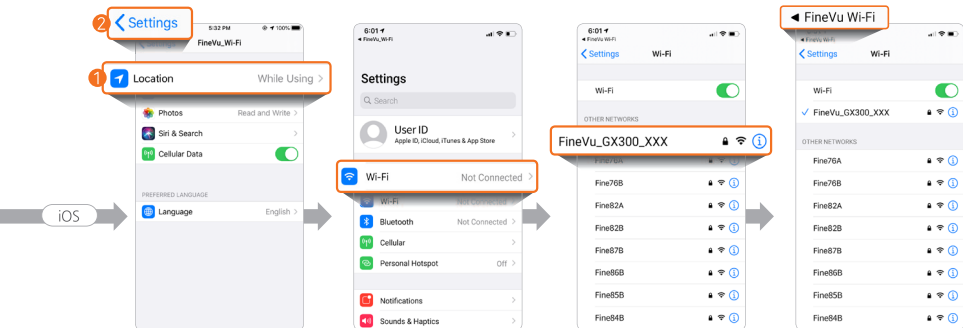 iOS
2 Settings
5:32 PM
100%
Settings
FineVu_Wi-Fi
1 Location While Using
Photos Read and Write
Siri & Search
Cellular Data
PREFERRED LANGUAGE
Language English
6:01
◀ FineVu_Wi-Fi
Settings
Search
User ID
Apple ID, iCloud, iTunes & App Store
Wi-Fi Not Connected
Wi-Fi Not Connected
Bluetooth Not Connected
Cellular
Personal Hotspot Off
Notifications
Sounds & Haptics
6:01
◀ FineVu Wi-Fi
Settings Wi-Fi
Wi-Fi
OTHER NETWORKS
FineVu_GX300_XXX
Fine76A
Fine76B
Fine82A
Fine82B
Fine87B
Fine86B
Fine85B
Fine84B
◀ FineVu Wi-Fi
◀ FineVu Wi-Fi
Settings Wi-Fi
Wi-Fi
FineVu_GX300_XXX
OTHER NETWORKS
Fine76A
Fine76B
Fine82A
Fine82B
Fine87B
Fine86B
Fine85B
Fine84B